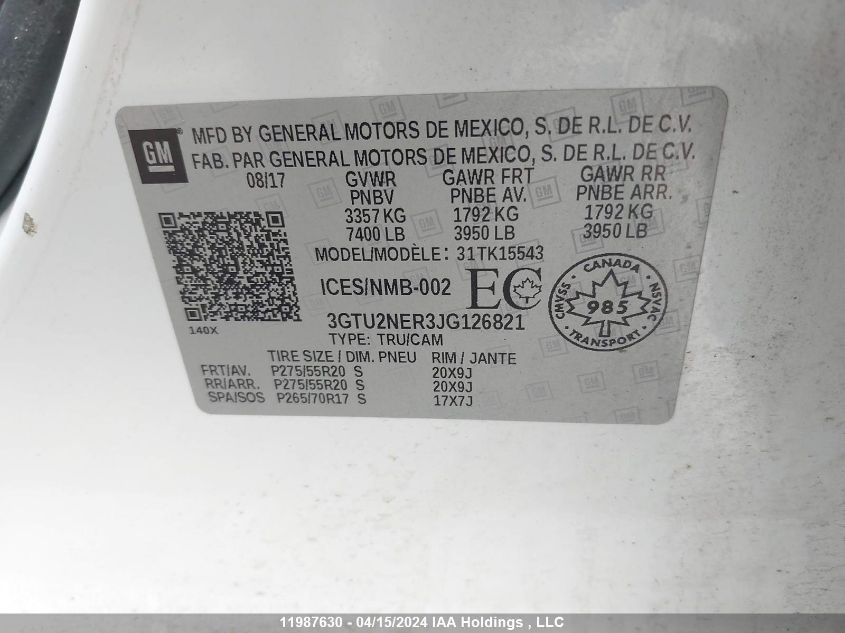 GM
MFD BY GENERAL MOTORS DE MEXICO, S. DE R.L. DE C.V.
FAB. PAR GENERAL MOTORS DE MEXICO, S. DE R.L. DE C.V.
08/17 GVWR GAWR FRT GAWR RR
PNBV PNBE AV. PNBE ARR.
3357 KG 1792 KG 1792 KG
7400 LB 3950 LB 3950 LB
MODEL/MODÈLE: 31TK15543
ICES/NMB-002 EC
CANADA
CMVSS 985 NSVAC
140X
3GTU2NER3JG126821
TYPE: TRU/CAM
TIRE SIZE / DIM. PNEU RIM / JANTE
FRT/AV. P275/55R20 S 20X9J
RR/ARR. P275/55R20 S 20X9J
SPA/SOS P265/70R17 S 17X7J
11987630 - 04/15/2024 IAA Holdings , LLC